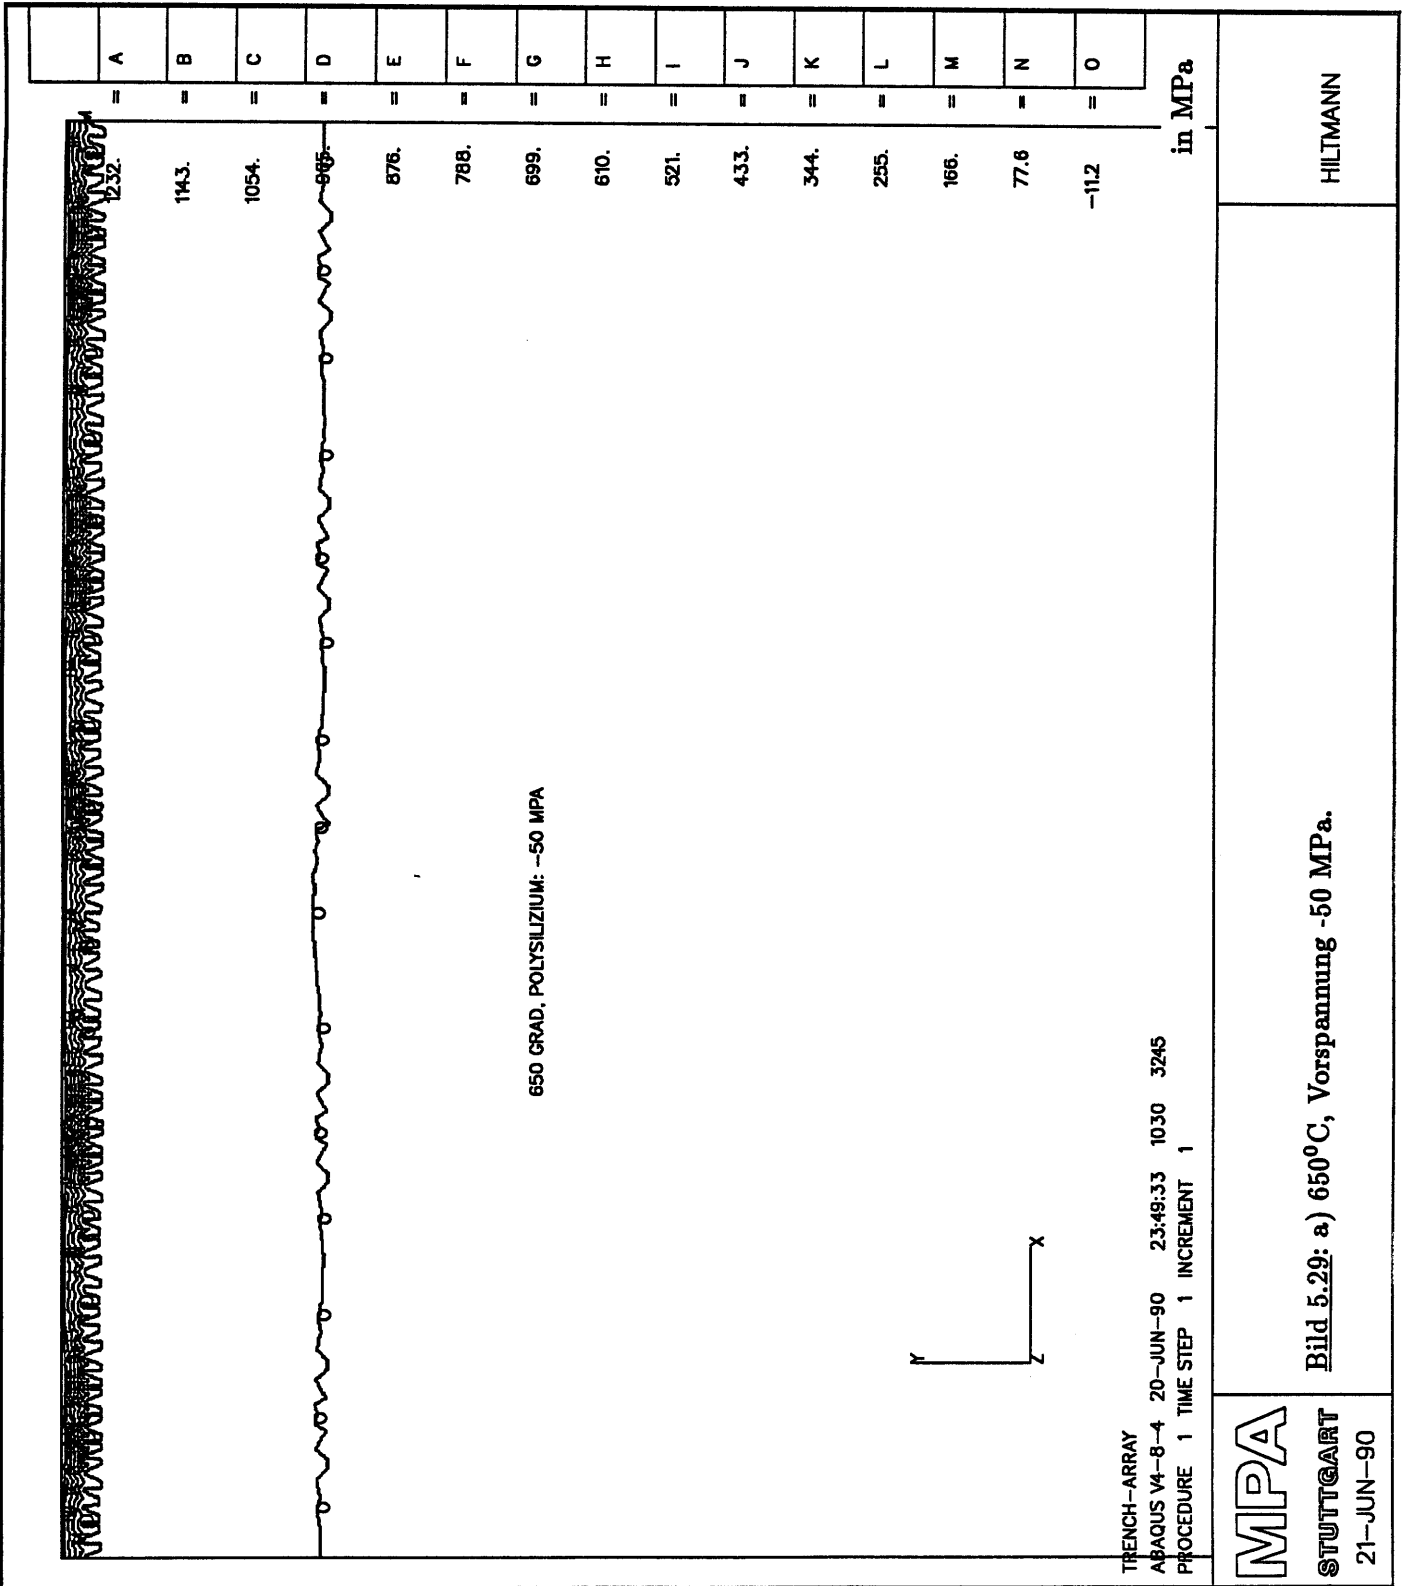 A = 1232.
B = 1143.
C = 1054.
D = 965.
E = 876.
F = 788.
G = 699.
H = 610.
I = 521.
J = 433.
K = 344.
L = 255.
M = 166.
N = 77.6
O = -11.2
in MPa
650 GRAD, POLYSILIZIUM: -50 MPA
Y
X
Z
TRENCH-ARRAY
ABAQUS V4-8-4 20-JUN-90 23:49:33 1030 3245
PROCEDURE 1 TIME STEP 1 INCREMENT 1
MPA
STUTTGART
21-JUN-90
Bild 5.29: a) 650⁰C, Vorspannung -50 MPa.
HILTMANN